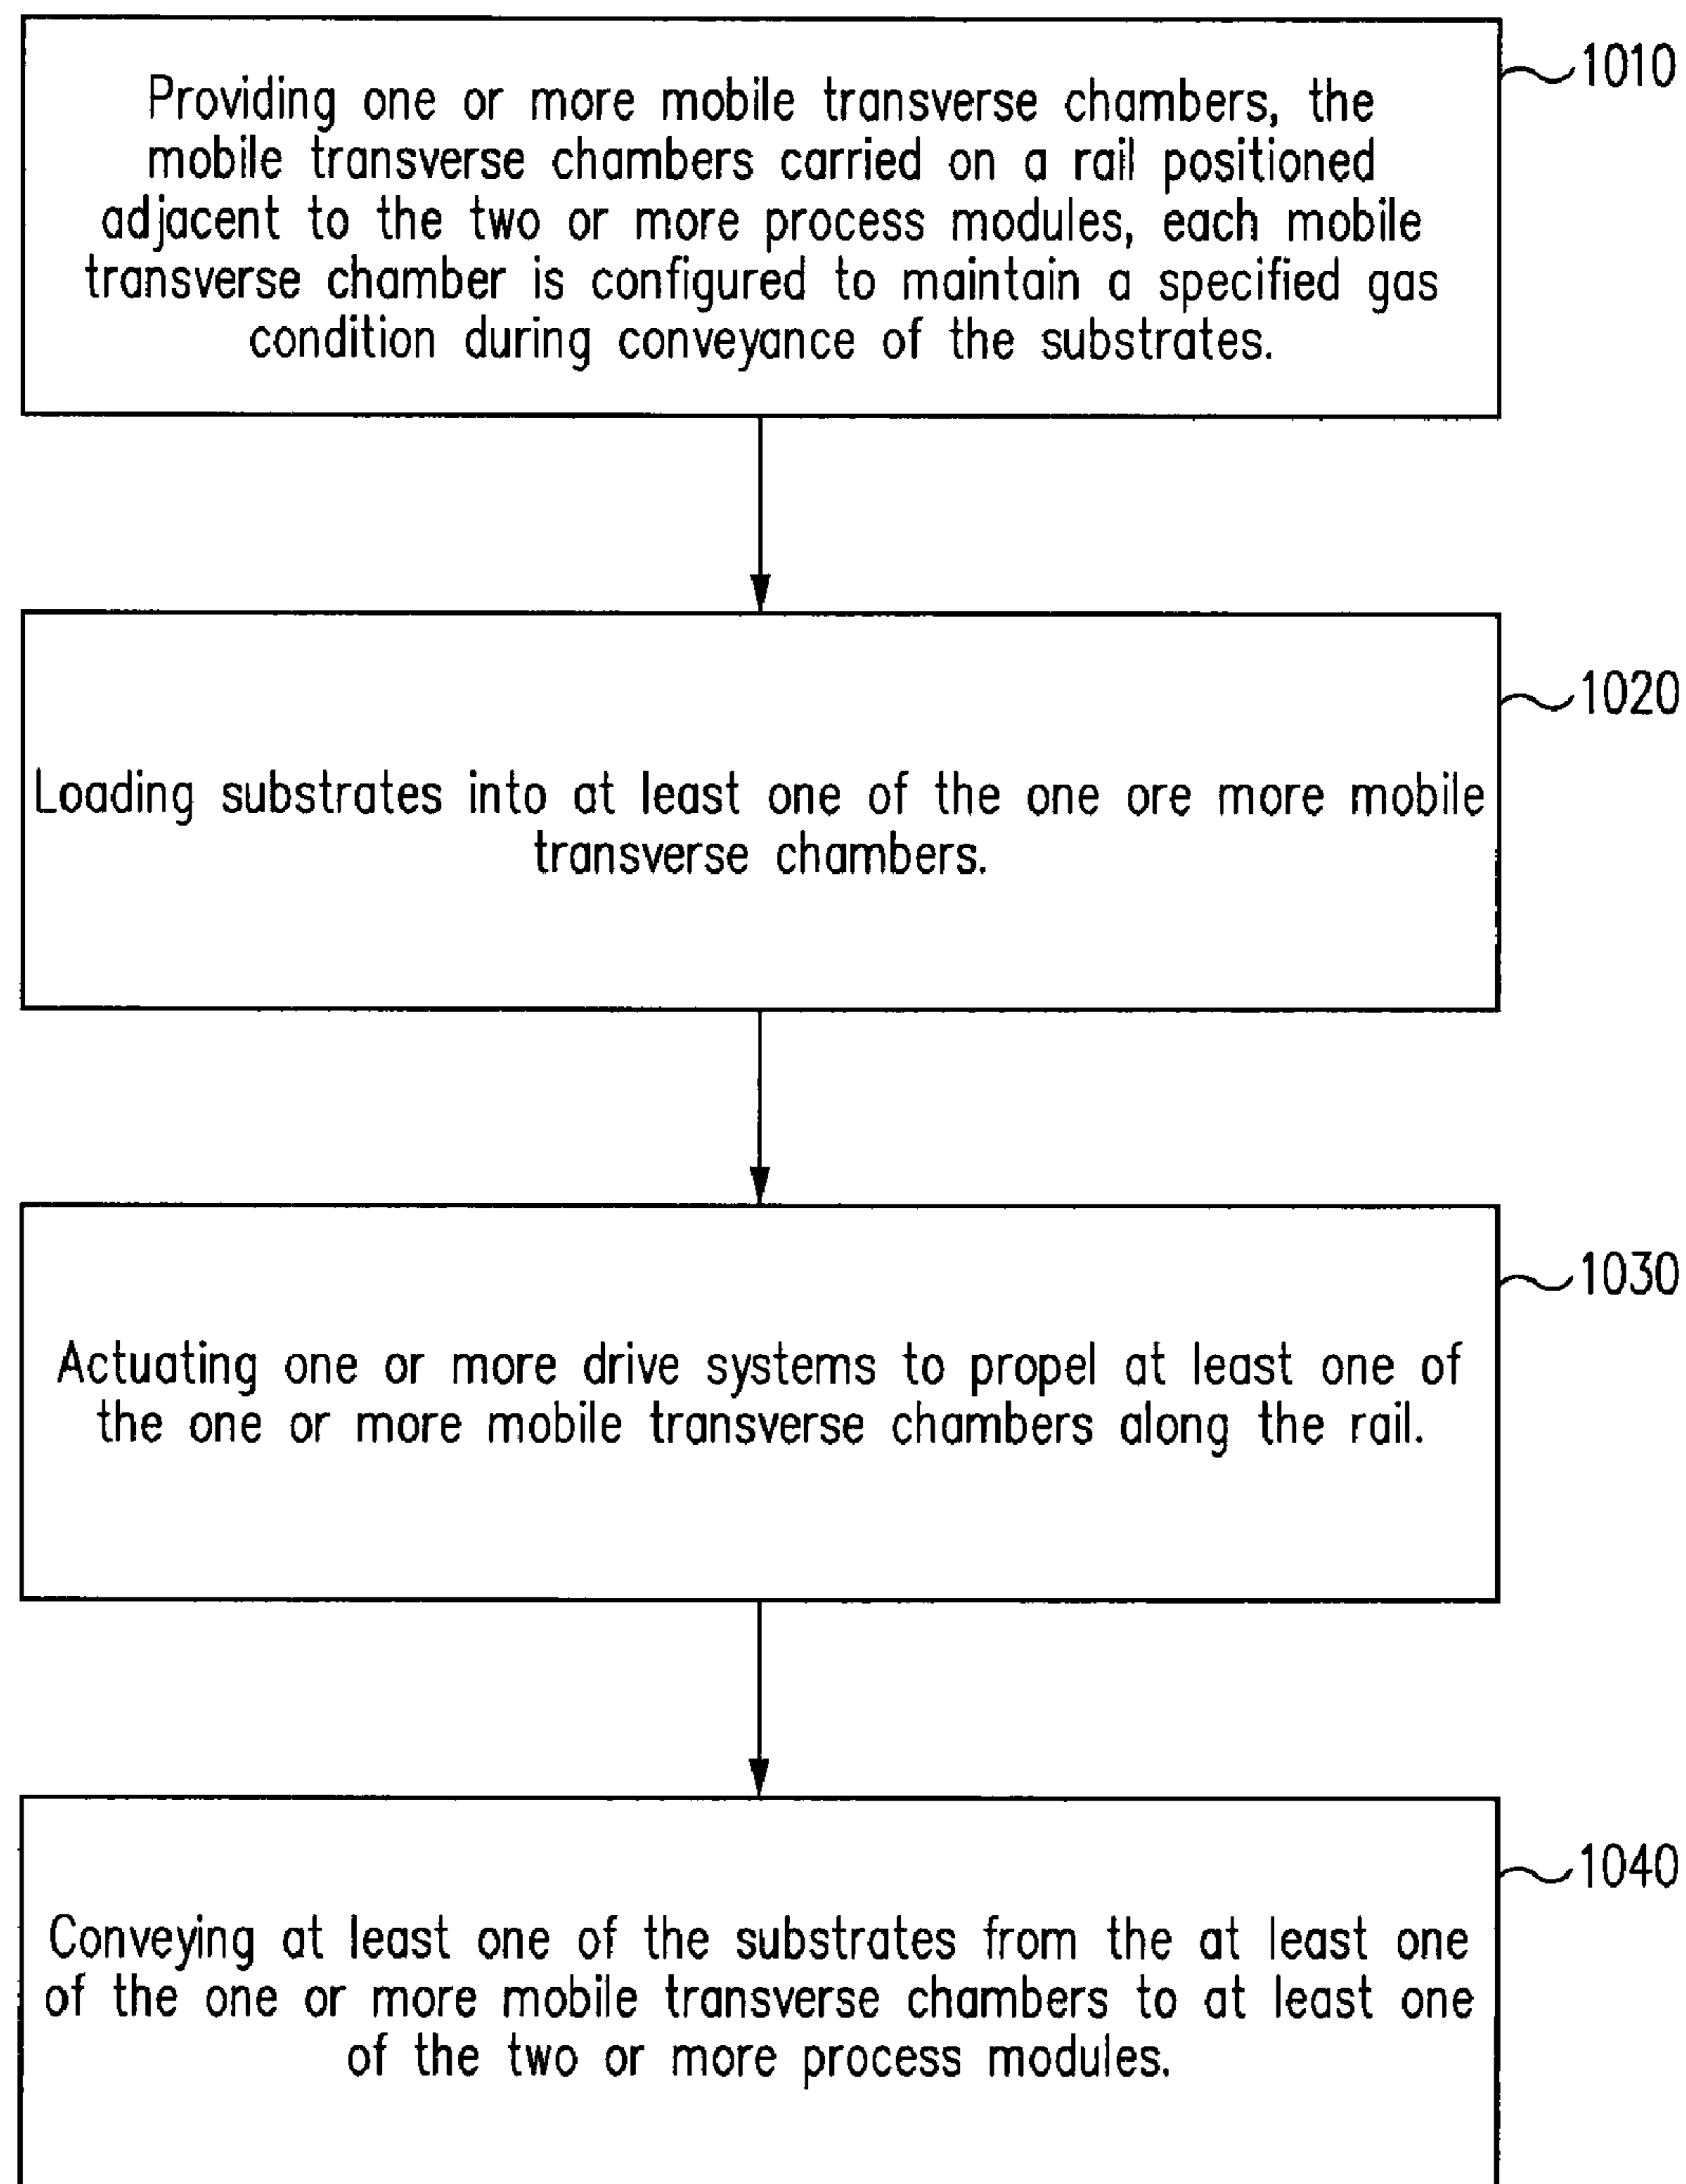 Providing one or more mobile transverse chambers, the
mobile transverse chambers carried on a rail positioned
adjacent to the two or more process modules, each mobile
transverse chamber is configured to maintain a specified gas
condition during conveyance of the substrates.
1010
Loading substrates into at least one of the one ore more mobile
transverse chambers.
1020
Actuating one or more drive systems to propel at least one of
the one or more mobile transverse chambers along the rail.
1030
Conveying at least one of the substrates from the at least one
of the one or more mobile transverse chambers to at least one
of the two or more process modules.
1040